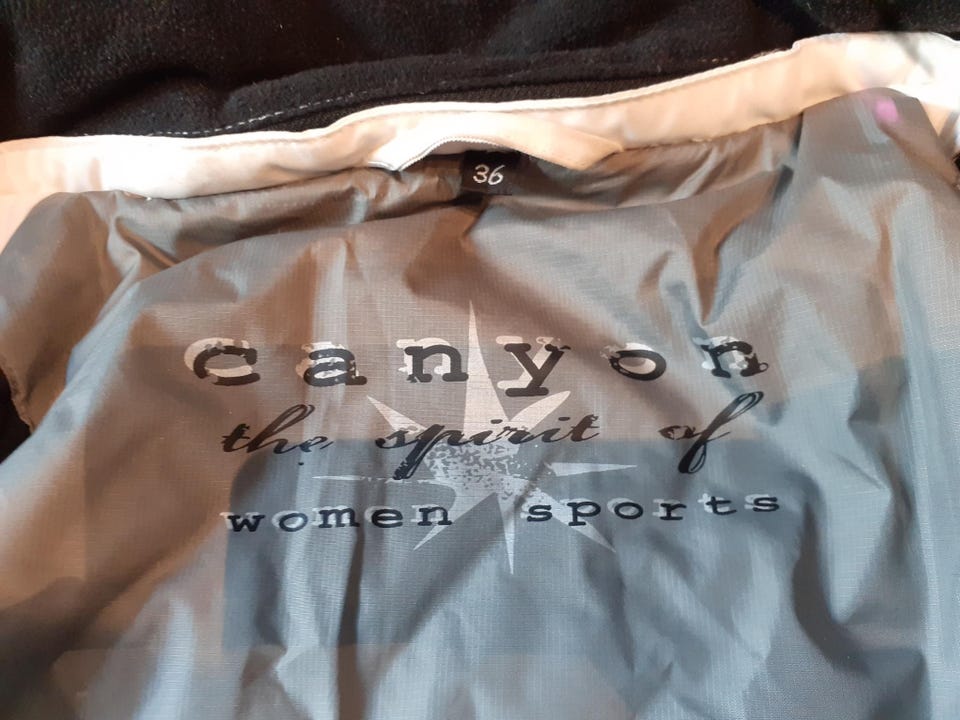 36
canyon
the spirit of
women sports